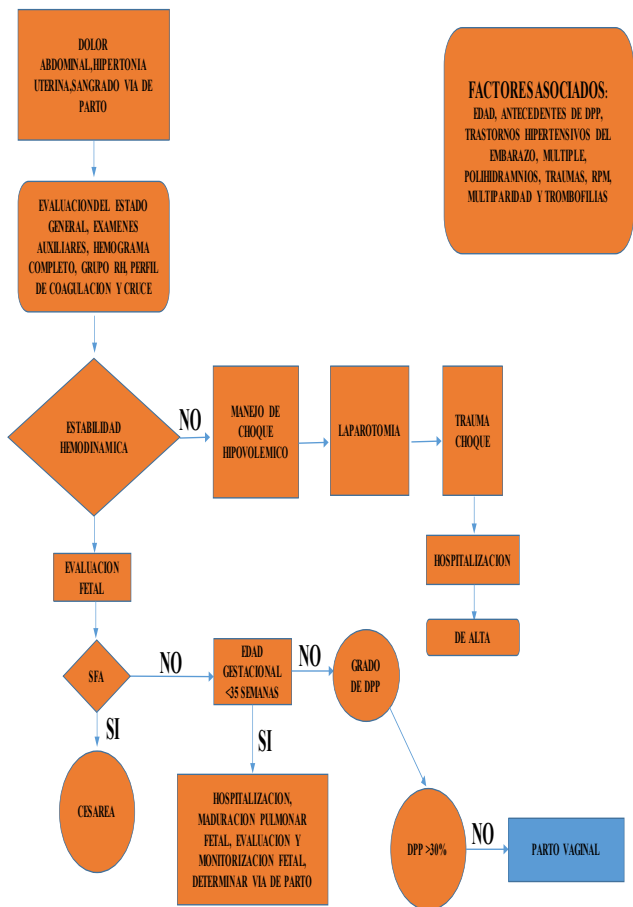 DOLOR
ABDOMINAL,HIPERTONIA
UTERINA,SANGRADO VIA DE
PARTO
FACTORES ASOCIADOS:
EDAD, ANTECEDENTES DE DPP,
TRASTORNOS HIPERTENSIVOS DEL
EMBARAZO, MULTIPLE,
POLIHIDRAMNIOS, TRAUMAS, RPM,
MULTIPARIDAD Y TROMBOFILIAS
EVALUACION DEL ESTADO
GENERAL, EXAMENES
AUXILIARES, HEMOGRAMA
COMPLETO, GRUPO RH, PERFIL
DE COAGULACION Y CRUCE
ESTABILIDAD
HEMODINAMICA
NO
MANEJO DE
CHOQUE
HIPOVOLEMICO
LAPAROTOMIA
TRAUMA
CHOQUE
HOSPITALIZACION
DE ALTA
EVALUACION
FETAL
SFA
NO
EDAD
GESTACIONAL
<35 SEMANAS
NO
GRADO
DE DPP
SI
CESAREA
SI
HOSPITALIZACION,
MADURACION PULMONAR
FETAL, EVALUACION Y
MONITORIZACION FETAL,
DETERMINAR VIA DE PARTO
DPP >30%
NO
PARTO VAGINAL